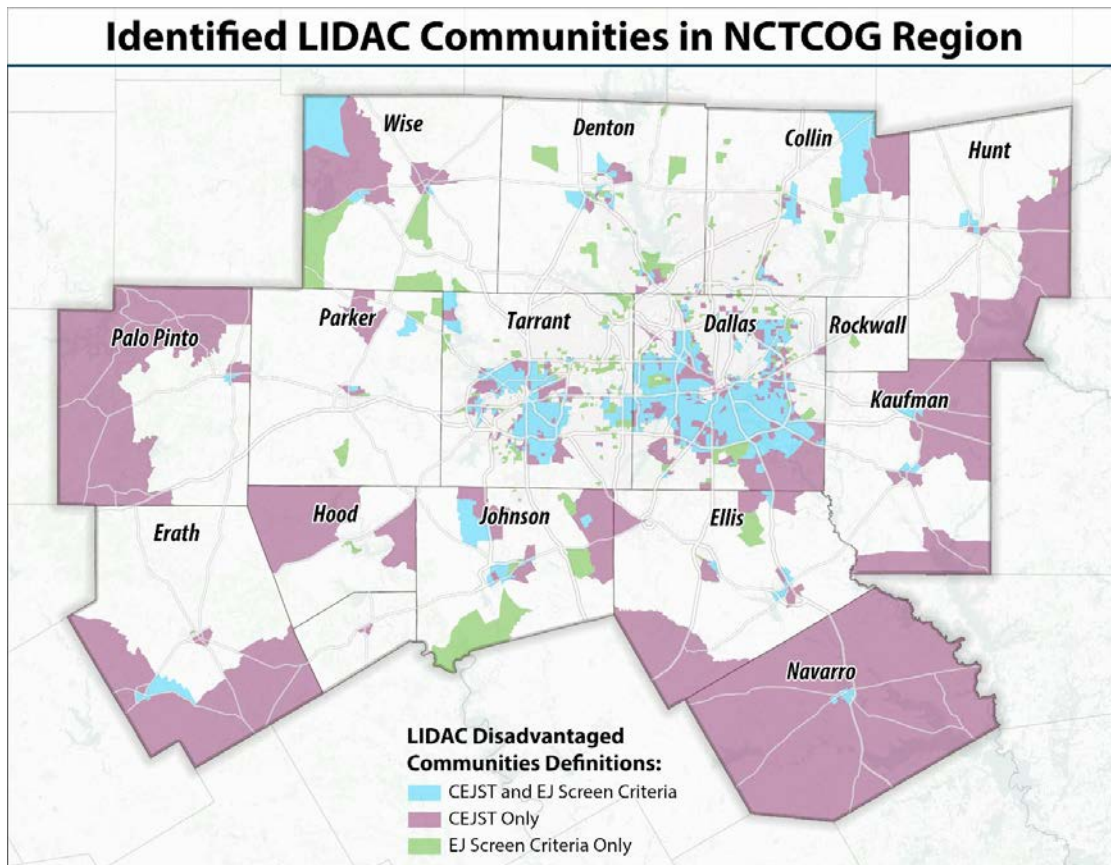 Identified LIDAC Communities in NCTCOG Region
Wise
Denton
Collin
Hunt
Palo Pinto
Parker
Tarrant
Dallas
Rockwall
Kaufman
Erath
Hood
Johnson
Ellis
Navarro
LIDAC Disadvantaged
Communities Definitions:
CEJST and EJ Screen Criteria
CEJST Only
EJ Screen Criteria Only